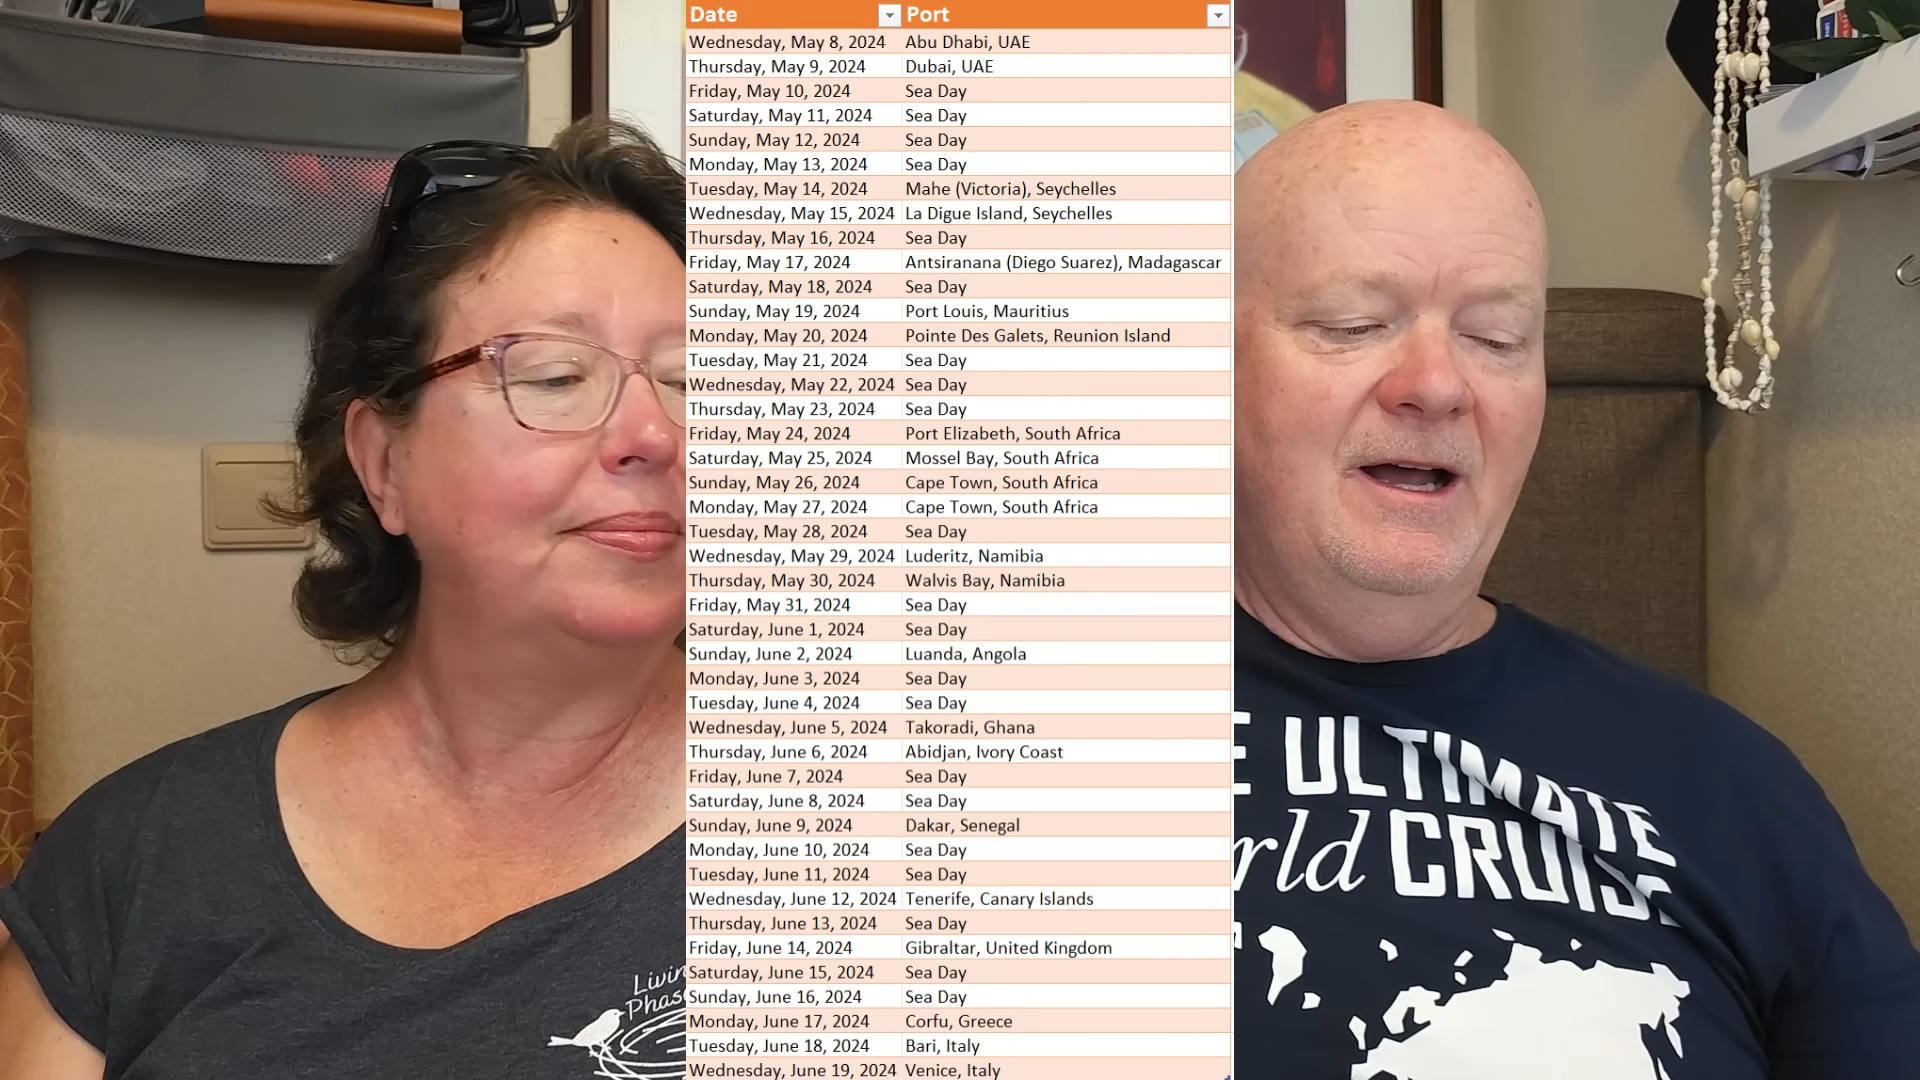 Date Port
Wednesday, May 8, 2024 Abu Dhabi, UAE
Thursday, May 9, 2024 Dubai, UAE
Friday, May 10, 2024 Sea Day
Saturday, May 11, 2024 Sea Day
Sunday, May 12, 2024 Sea Day
Monday, May 13, 2024 Sea Day
Tuesday, May 14, 2024 Mahe (Victoria), Seychelles
Wednesday, May 15, 2024 La Digue Island, Seychelles
Thursday, May 16, 2024 Sea Day
Friday, May 17, 2024 Antsiranana (Diego Suarez), Madagascar
Saturday, May 18, 2024 Sea Day
Sunday, May 19, 2024 Port Louis, Mauritius
Monday, May 20, 2024 Pointe Des Galets, Reunion Island
Tuesday, May 21, 2024 Sea Day
Wednesday, May 22, 2024 Sea Day
Thursday, May 23, 2024 Sea Day
Friday, May 24, 2024 Port Elizabeth, South Africa
Saturday, May 25, 2024 Mossel Bay, South Africa
Sunday, May 26, 2024 Cape Town, South Africa
Monday, May 27, 2024 Cape Town, South Africa
Tuesday, May 28, 2024 Sea Day
Wednesday, May 29, 2024 Luderitz, Namibia
Thursday, May 30, 2024 Walvis Bay, Namibia
Friday, May 31, 2024 Sea Day
Saturday, June 1, 2024 Sea Day
Sunday, June 2, 2024 Luanda, Angola
Monday, June 3, 2024 Sea Day
Tuesday, June 4, 2024 Sea Day
Wednesday, June 5, 2024 Takoradi, Ghana
Thursday, June 6, 2024 Abidjan, Ivory Coast
Friday, June 7, 2024 Sea Day
Saturday, June 8, 2024 Sea Day
Sunday, June 9, 2024 Dakar, Senegal
Monday, June 10, 2024 Sea Day
Tuesday, June 11, 2024 Sea Day
Wednesday, June 12, 2024 Tenerife, Canary Islands
Thursday, June 13, 2024 Sea Day
Friday, June 14, 2024 Gibraltar, United Kingdom
Saturday, June 15, 2024 Sea Day
Sunday, June 16, 2024 Sea Day
Monday, June 17, 2024 Corfu, Greece
Tuesday, June 18, 2024 Bari, Italy
Wednesday, June 19, 2024 Venice, Italy
Livin
Phas
E ULTIMATE
rld CRUIS